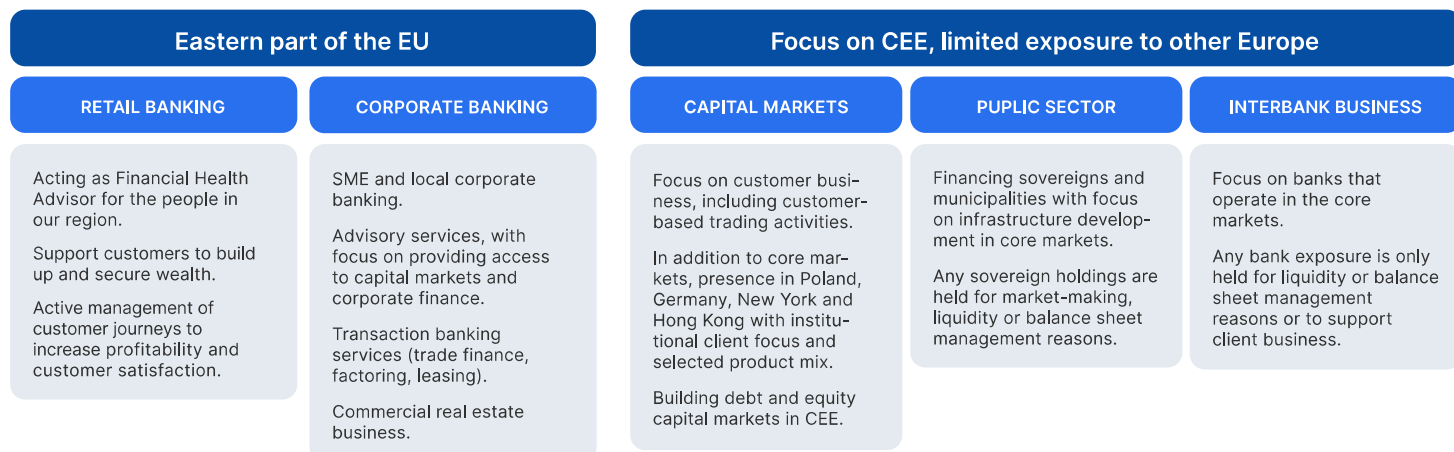 Eastern part of the EU
Focus on CEE, limited exposure to other Europe
RETAIL BANKING
CORPORATE BANKING
CAPITAL MARKETS
PUPLIC SECTOR
INTERBANK BUSINESS
Acting as Financial Health
Advisor for the people in
our region.
Support customers to build
up and secure wealth.
Active management of
customer journeys to
increase profitability and
customer satisfaction.
SME and local corporate
banking.
Advisory services, with
focus on providing access
to capital markets and
corporate finance.
Transaction banking
services (trade finance,
factoring, leasing).
Commercial real estate
business.
Focus on customer busi-
ness, including customer-
based trading activities.
In addition to core mar-
kets, presence in Poland,
Germany, New York and
Hong Kong with institu-
tional client focus and
selected product mix.
Building debt and equity
capital markets in CEE.
Financing sovereigns and
municipalities with focus
on infrastructure develop-
ment in core markets.
Any sovereign holdings are
held for market-making,
liquidity or balance sheet
management reasons.
Focus on banks that
operate in the core
markets.
Any bank exposure is only
held for liquidity or balance
sheet management
reasons or to support
client business.